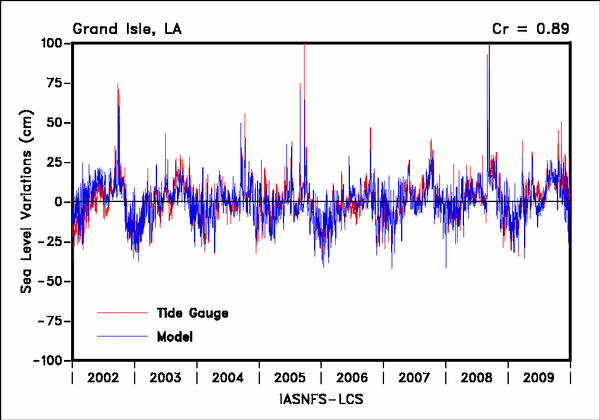 Grand Isle, LA Cr = 0.89
100
75
50
25
0
-25
-50
-75
-100
Sea Level Variations (cm)
Tide Gauge
Model
2002 2003 2004 2005 2006 2007 2008 2009
IASNFS-LCS